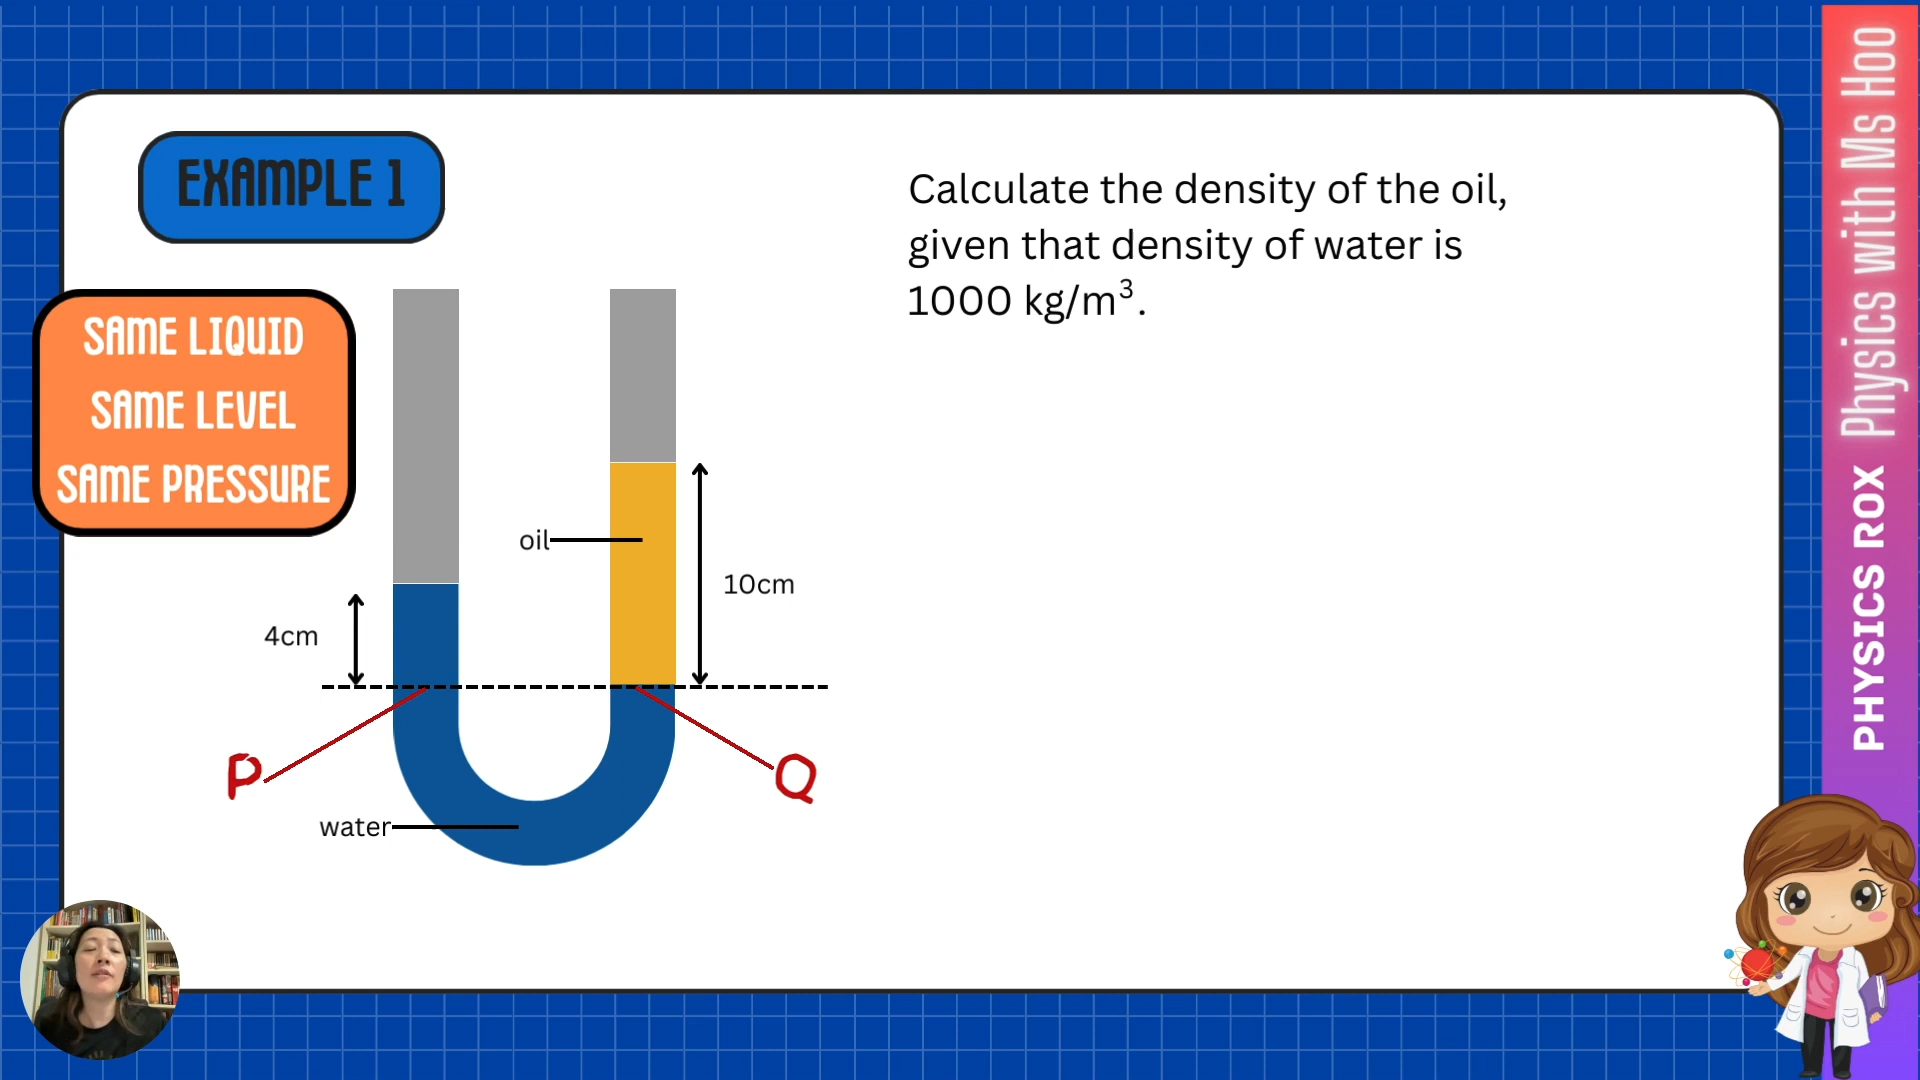 EXAMPLE 1
Calculate the density of the oil,
given that density of water is
1000 kg/m³.
SAME LIQUID
SAME LEVEL
SAME PRESSURE
oil
10cm
4cm
P
Q
water
PHYSICS ROX Physics with Ms Hoo